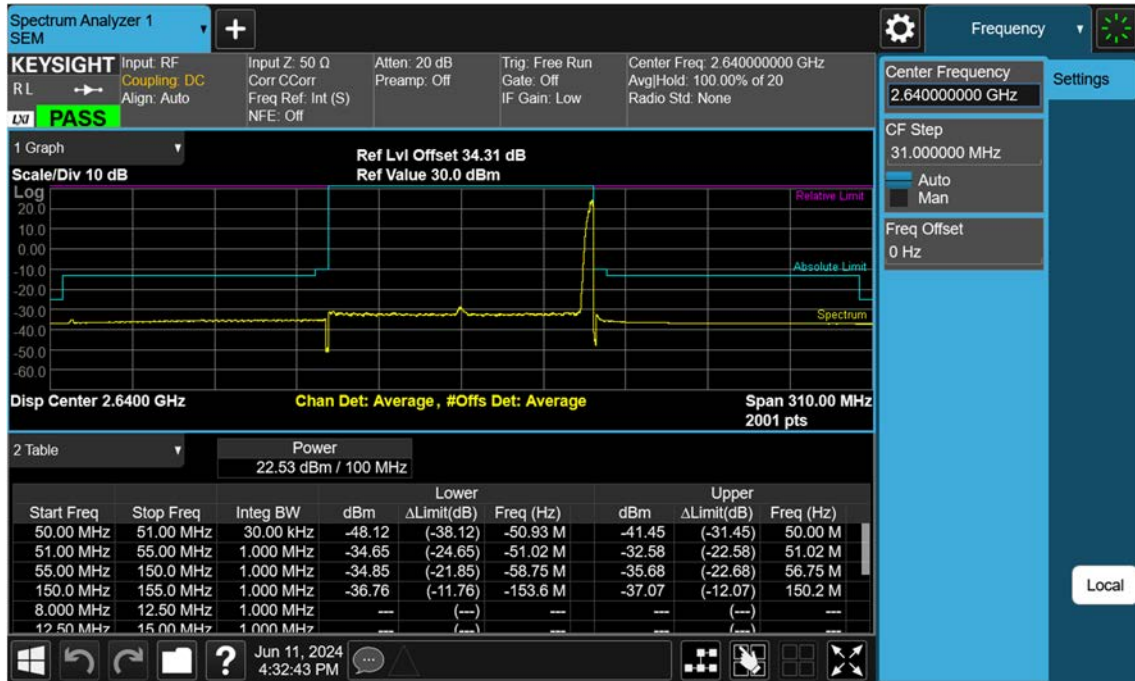 Spectrum Analyzer 1
SEM
Frequency
KEYSIGHT
Input: RF
Coupling: DC
Align: Auto
Input Z: 50 Ω
Corr CCorr
Freq Ref: Int (S)
NFE: Off
Atten: 20 dB
Preamp: Off
Trig: Free Run
Gate: Off
IF Gain: Low
Center Freq: 2.640000000 GHz
Avg|Hold: 100.00% of 20
Radio Std: None
RL
LXI
PASS
Center Frequency
2.640000000 GHz
Settings
CF Step
31.000000 MHz
Auto
Man
Freq Offset
0 Hz
Local
1 Graph
Ref Lvl Offset 34.31 dB
Scale/Div 10 dB
Ref Value 30.0 dBm
Log
Relative Limit
20.0
10.0
0.00
-10.0
Absolute Limit
-20.0
-30.0
Spectrum
-40.0
-50.0
-60.0
Disp Center 2.6400 GHz
Chan Det: Average, #Offs Det: Average
Span 310.00 MHz
2001 pts
2 Table
Power
22.53 dBm / 100 MHz
Lower Upper
Start Freq Stop Freq Integ BW dBm ΔLimit(dB) Freq (Hz) dBm ΔLimit(dB) Freq (Hz)
50.00 MHz 51.00 MHz 30.00 kHz -48.12 (-38.12) -50.93 M -41.45 (-31.45) 50.00 M
51.00 MHz 55.00 MHz 1.000 MHz -34.65 (-24.65) -51.02 M -32.58 (-22.58) 51.02 M
55.00 MHz 150.0 MHz 1.000 MHz -34.85 (-21.85) -58.75 M -35.68 (-22.68) 56.75 M
150.0 MHz 155.0 MHz 1.000 MHz -36.76 (-11.76) -153.6 M -37.07 (-12.07) 150.2 M
8.000 MHz 12.50 MHz 1.000 MHz --- (---) --- --- (---) ---
12.50 MHz 15.00 MHz 1.000 MHz --- (---) --- --- (---) ---
Jun 11, 2024
4:32:43 PM